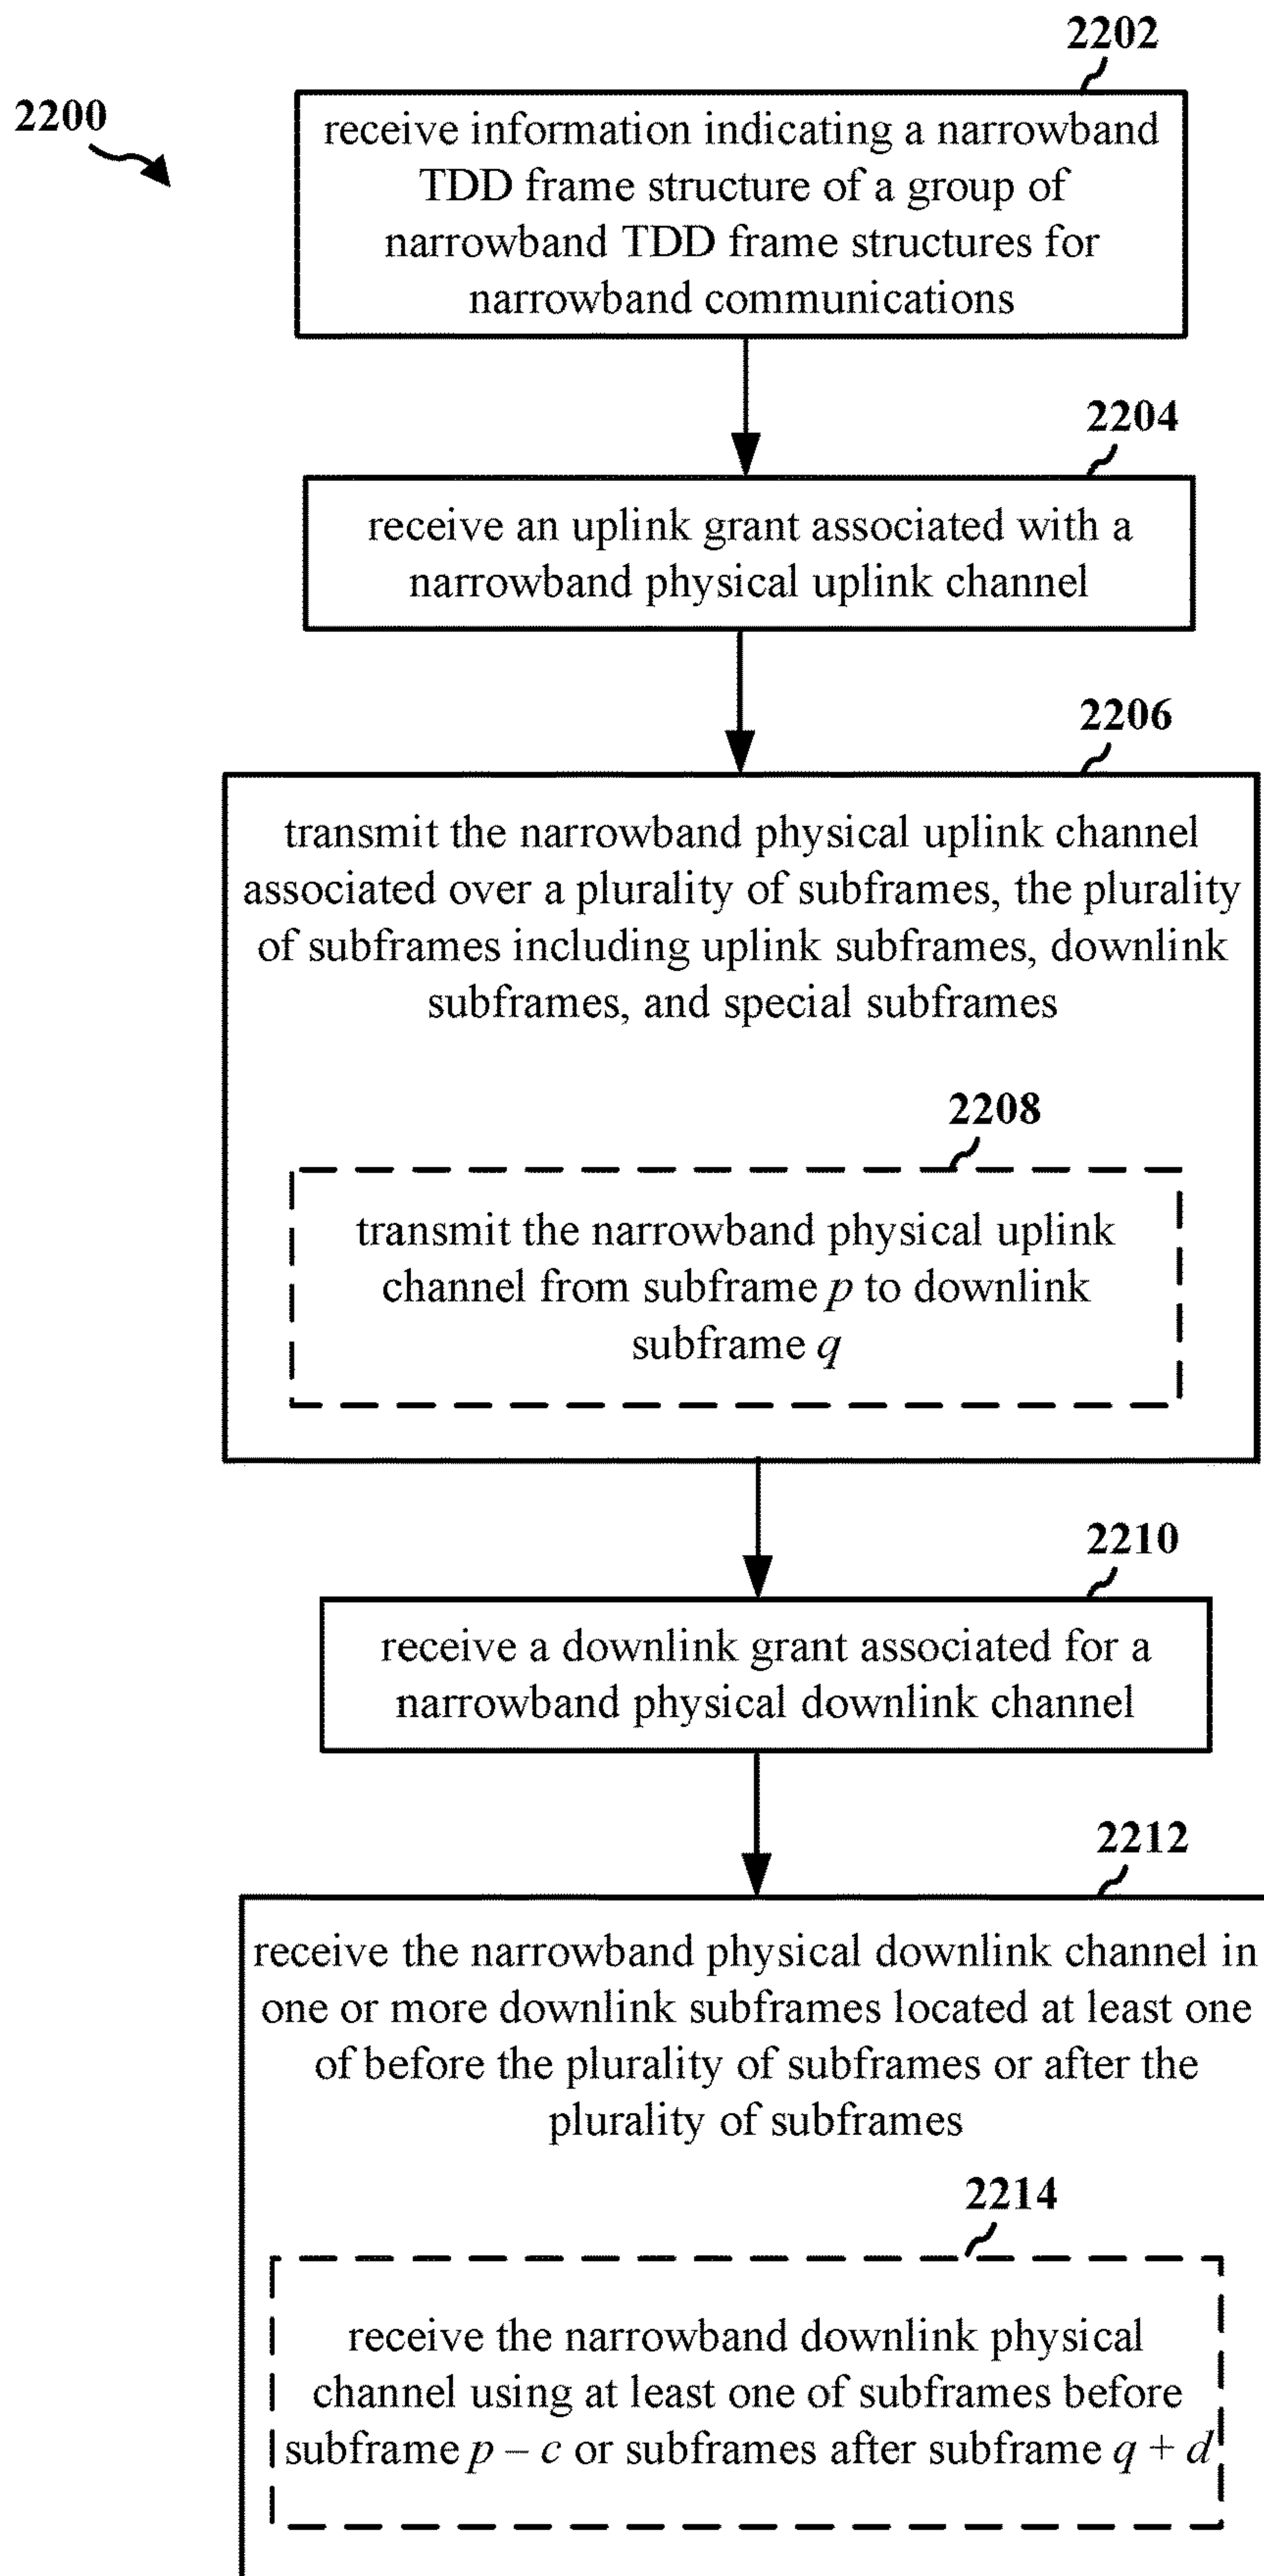 2202
2200
receive information indicating a narrowband
TDD frame structure of a group of
narrowband TDD frame structures for
narrowband communications
2204
receive an uplink grant associated with a
narrowband physical uplink channel
2206
transmit the narrowband physical uplink channel
associated over a plurality of subframes, the plurality
of subframes including uplink subframes, downlink
subframes, and special subframes
2208
transmit the narrowband physical uplink
channel from subframe p to downlink
subframe q
2210
receive a downlink grant associated for a
narrowband physical downlink channel
2212
receive the narrowband physical downlink channel in
one or more downlink subframes located at least one
of before the plurality of subframes or after the
plurality of subframes
2214
receive the narrowband downlink physical
channel using at least one of subframes before
subframe p – c or subframes after subframe q + d